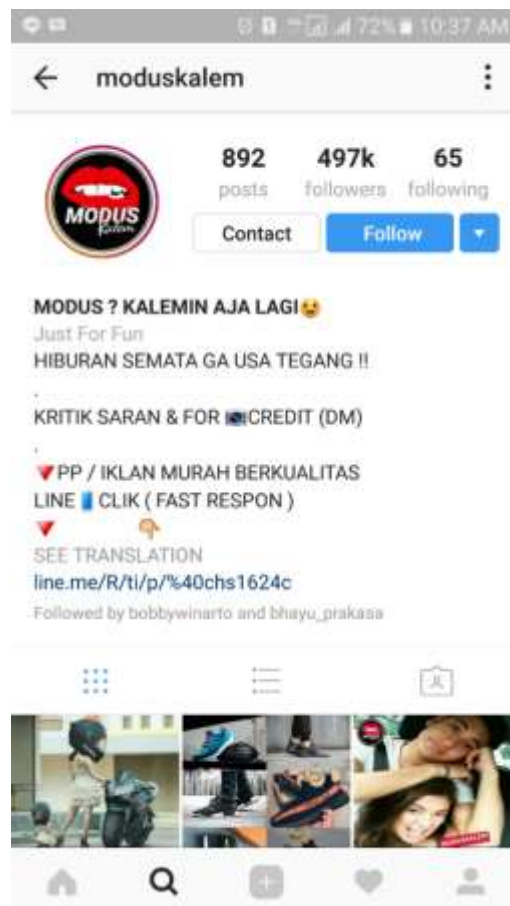 72% 10:37 AM
moduskalem
892 497k 65
posts followers following
MODUS
Kalem
Contact Follow
MODUS ? KALEMIN AJA LAGI😦
Just For Fun
HIBURAN SEMATA GA USA TEGANG !!
.
KRITIK SARAN & FOR 📷CREDIT (DM)
.
🔻PP / IKLAN MURAH BERKUALITAS
LINE 📱 CLIK ( FAST RESPON )
🔻 👇
SEE TRANSLATION
line.me/R/ti/p/%40chs1624c
Followed by bobbywinarto and bhayu_prakasa